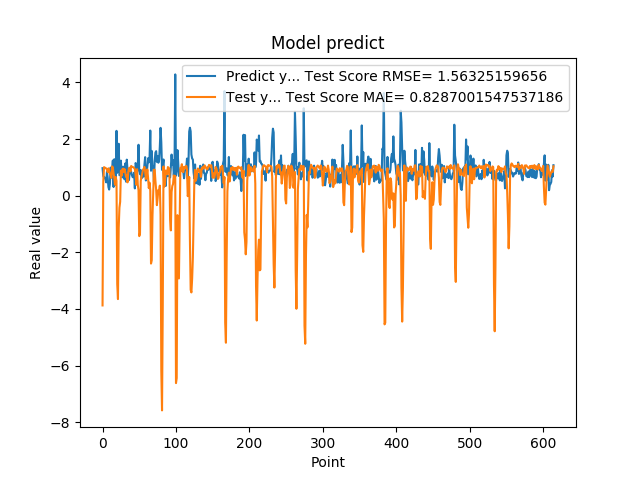 Model predict
Predict y... Test Score RMSE= 1.56325159656
Test y... Test Score MAE= 0.8287001547537186
Real value
4
2
0
−2
−4
−6
−8
0 100 200 300 400 500 600
Point